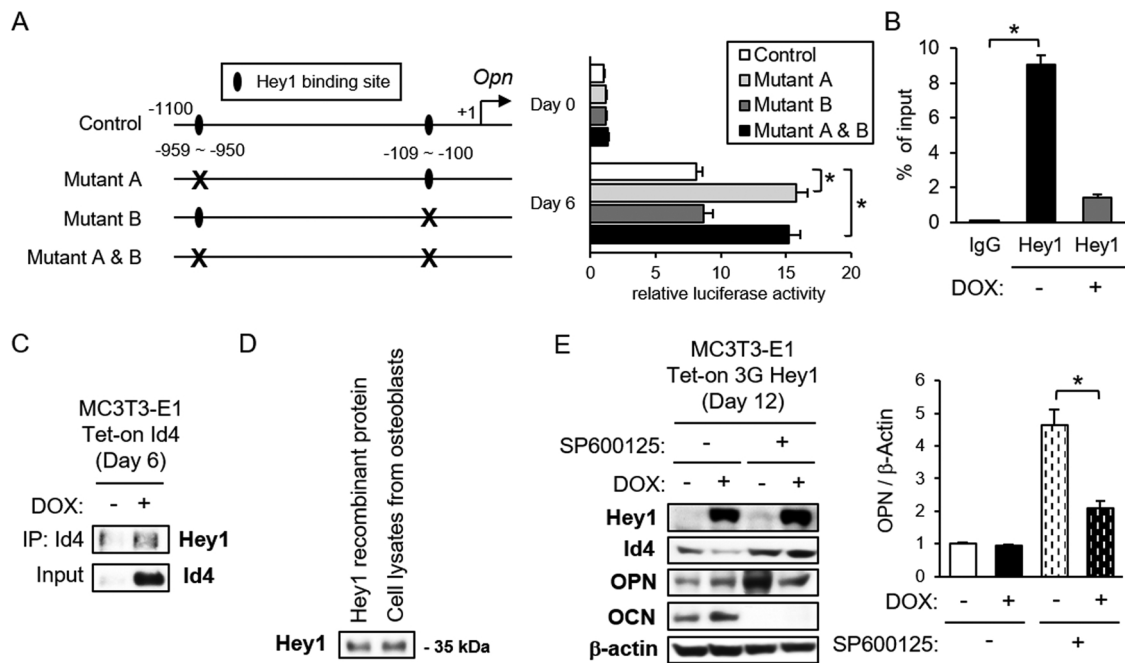 A
Hey1 binding site
Opn
-1100
+1
Control
-959 ~ -950
-109 ~ -100
Mutant A
Mutant B
Mutant A & B
Control
Mutant A
Mutant B
Mutant A & B
Day 0
Day 6
*
*
0
5
10
15
20
relative luciferase activity
B
*
% of input
10
8
6
4
2
0
IgG
Hey1
Hey1
DOX:
-
+
C
MC3T3-E1
Tet-on Id4
(Day 6)
DOX:
-
+
IP: Id4
Hey1
Input
Id4
D
Hey1 recombinant protein
Cell lysates from osteoblasts
Hey1
- 35 kDa
E
MC3T3-E1
Tet-on 3G Hey1
(Day 12)
SP600125:
-
+
DOX:
-
+
-
+
Hey1
Id4
OPN
OCN
β-actin
OPN / β-Actin
6
5
4
3
2
1
0
*
DOX:
-
+
-
+
SP600125:
-
+